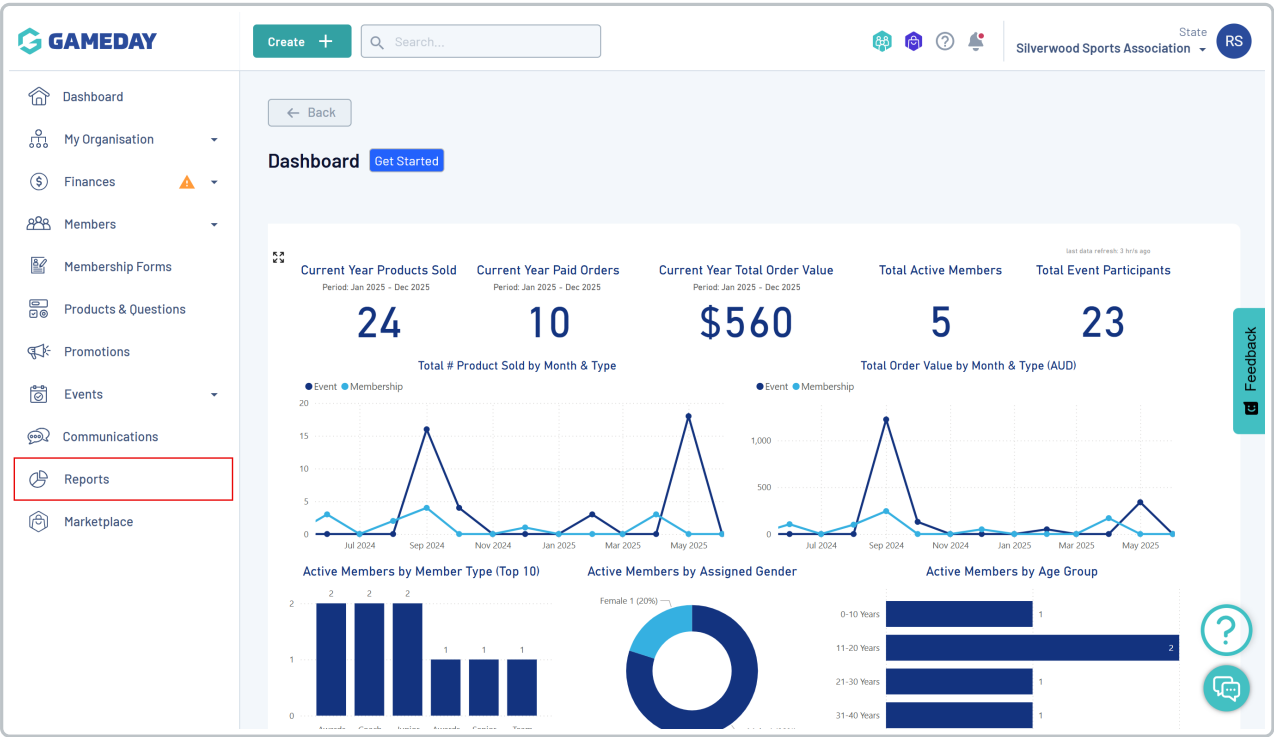 GAMEDAY
Create +
Search...
State
Silverwood Sports Association
RS
Dashboard
My Organisation
Finances
Members
Membership Forms
Products & Questions
Promotions
Events
Communications
Reports
Marketplace
Back
Dashboard
Get Started
last data refresh: 3 hr/s ago
Current Year Products Sold
Period: Jan 2025 - Dec 2025
24
Current Year Paid Orders
Period: Jan 2025 - Dec 2025
10
Current Year Total Order Value
Period: Jan 2025 - Dec 2025
$560
Total Active Members
5
Total Event Participants
23
Total # Product Sold by Month & Type
Event Membership
20
15
10
5
0
Jul 2024 Sep 2024 Nov 2024 Jan 2025 Mar 2025 May 2025
Total Order Value by Month & Type (AUD)
Event Membership
1,000
500
0
Jul 2024 Sep 2024 Nov 2024 Jan 2025 Mar 2025 May 2025
Active Members by Member Type (Top 10)
2 2 2 1 1 1
2
1
0
Active Members by Assigned Gender
Female 1 (20%)
Active Members by Age Group
0-10 Years 1
11-20 Years 2
21-30 Years 1
31-40 Years 1
Feedback